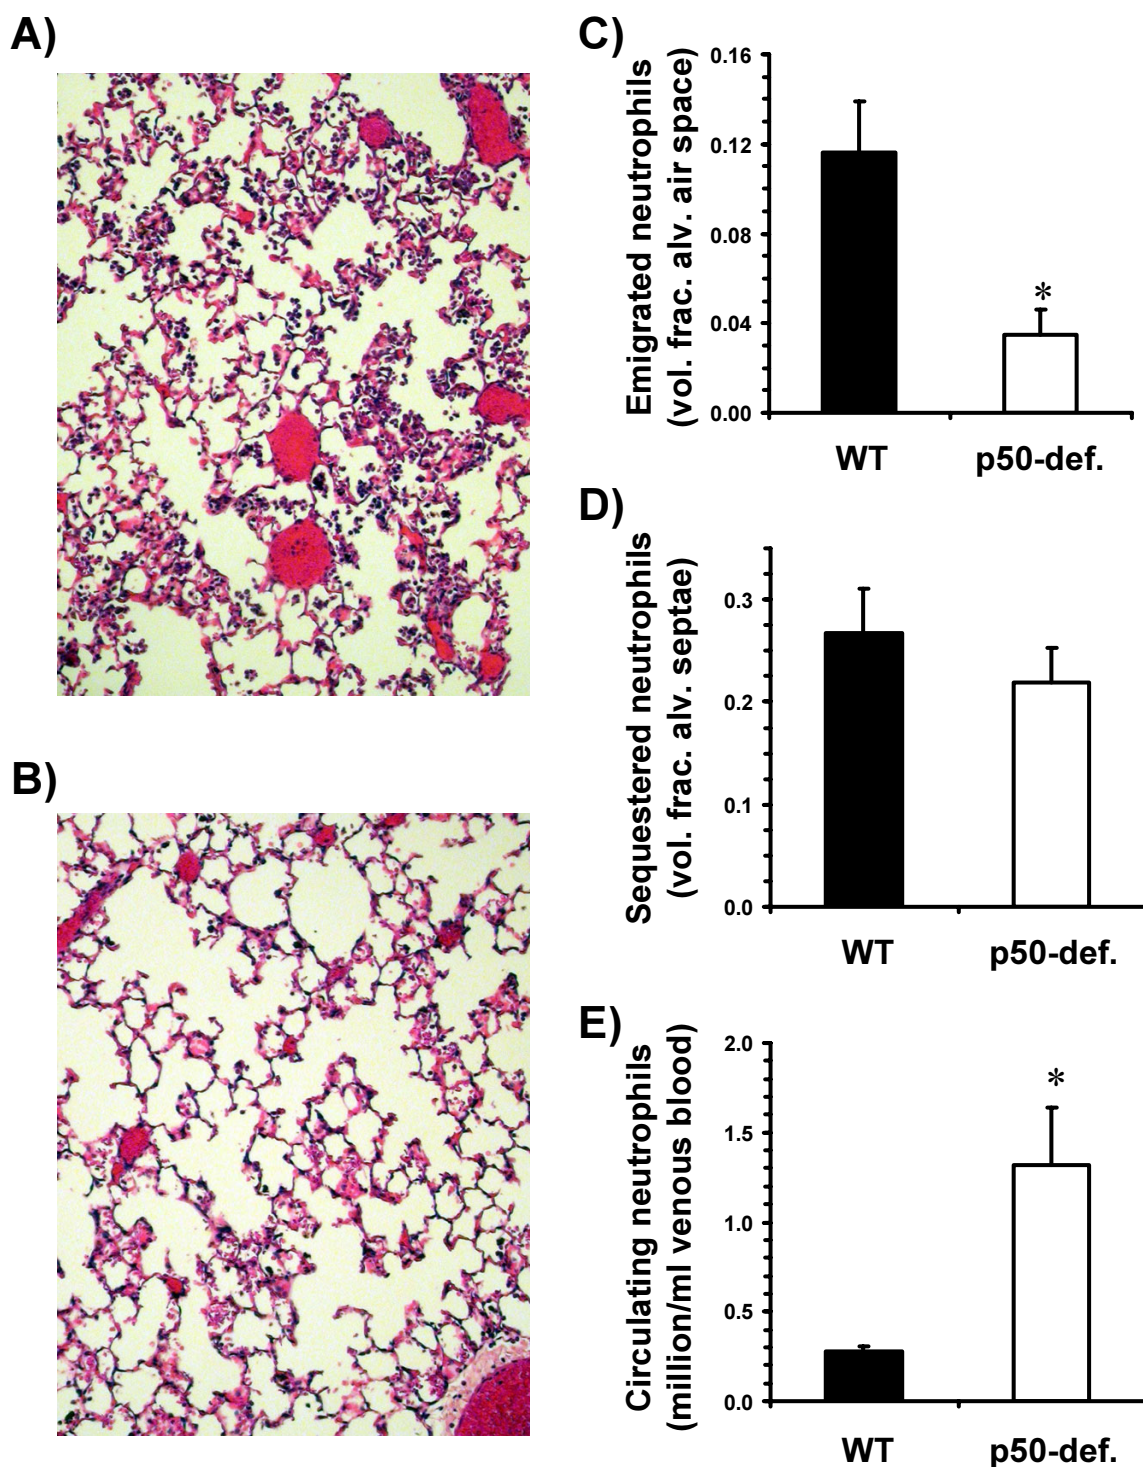 A)
B)
C)
Emigrated neutrophils
(vol. frac. alv. air space)
0.16
0.12
0.08
0.04
0.00
*
WT p50-def.
D)
Sequestered neutrophils
(vol. frac. alv. septae)
0.3
0.2
0.1
0.0
WT p50-def.
E)
Circulating neutrophils
(million/ml venous blood)
2.0
1.5
1.0
0.5
0.0
*
WT p50-def.